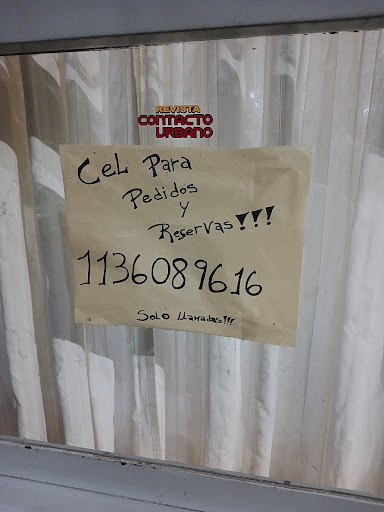 REVISTA
CONTACTO
URBANO
Cel Para
Pedidos
y
Reservas!!!
1136089616
Solo llamadas!!!